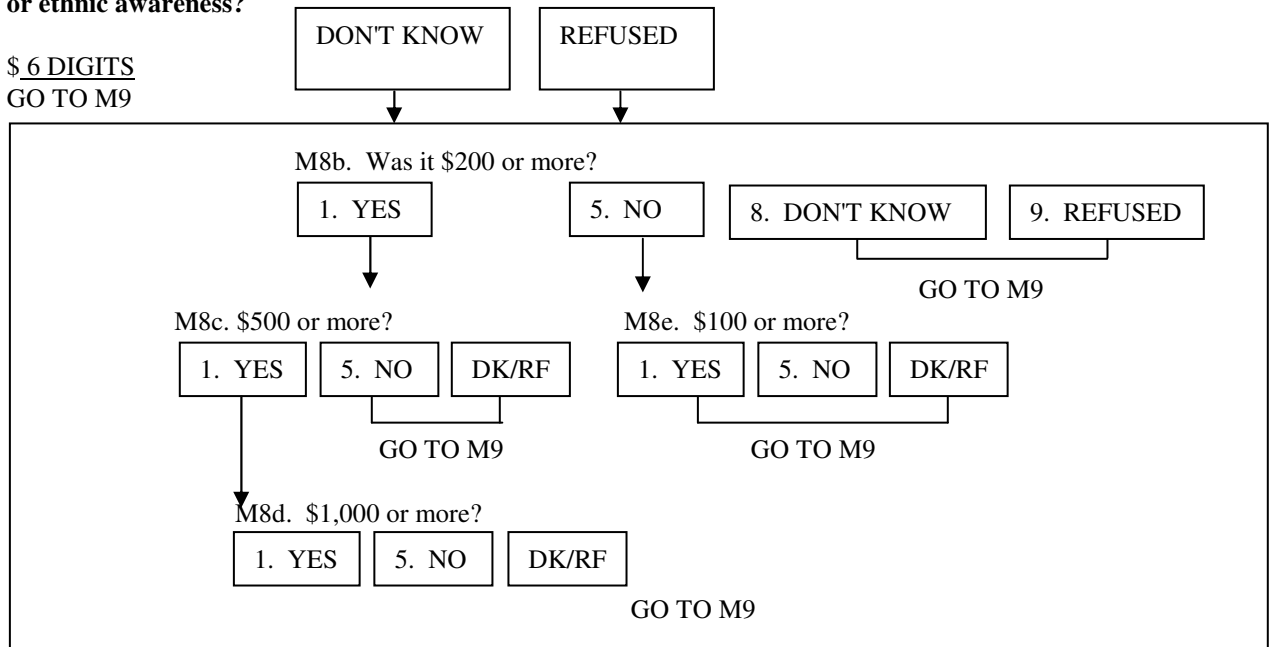 or ethnic awareness?
DON'T KNOW REFUSED
$ 6 DIGITS
GO TO M9
M8b. Was it $200 or more?
1. YES 5. NO 8. DON'T KNOW 9. REFUSED
GO TO M9
M8c. $500 or more? M8e. $100 or more?
1. YES 5. NO DK/RF 1. YES 5. NO DK/RF
GO TO M9 GO TO M9
M8d. $1,000 or more?
1. YES 5. NO DK/RF
GO TO M9